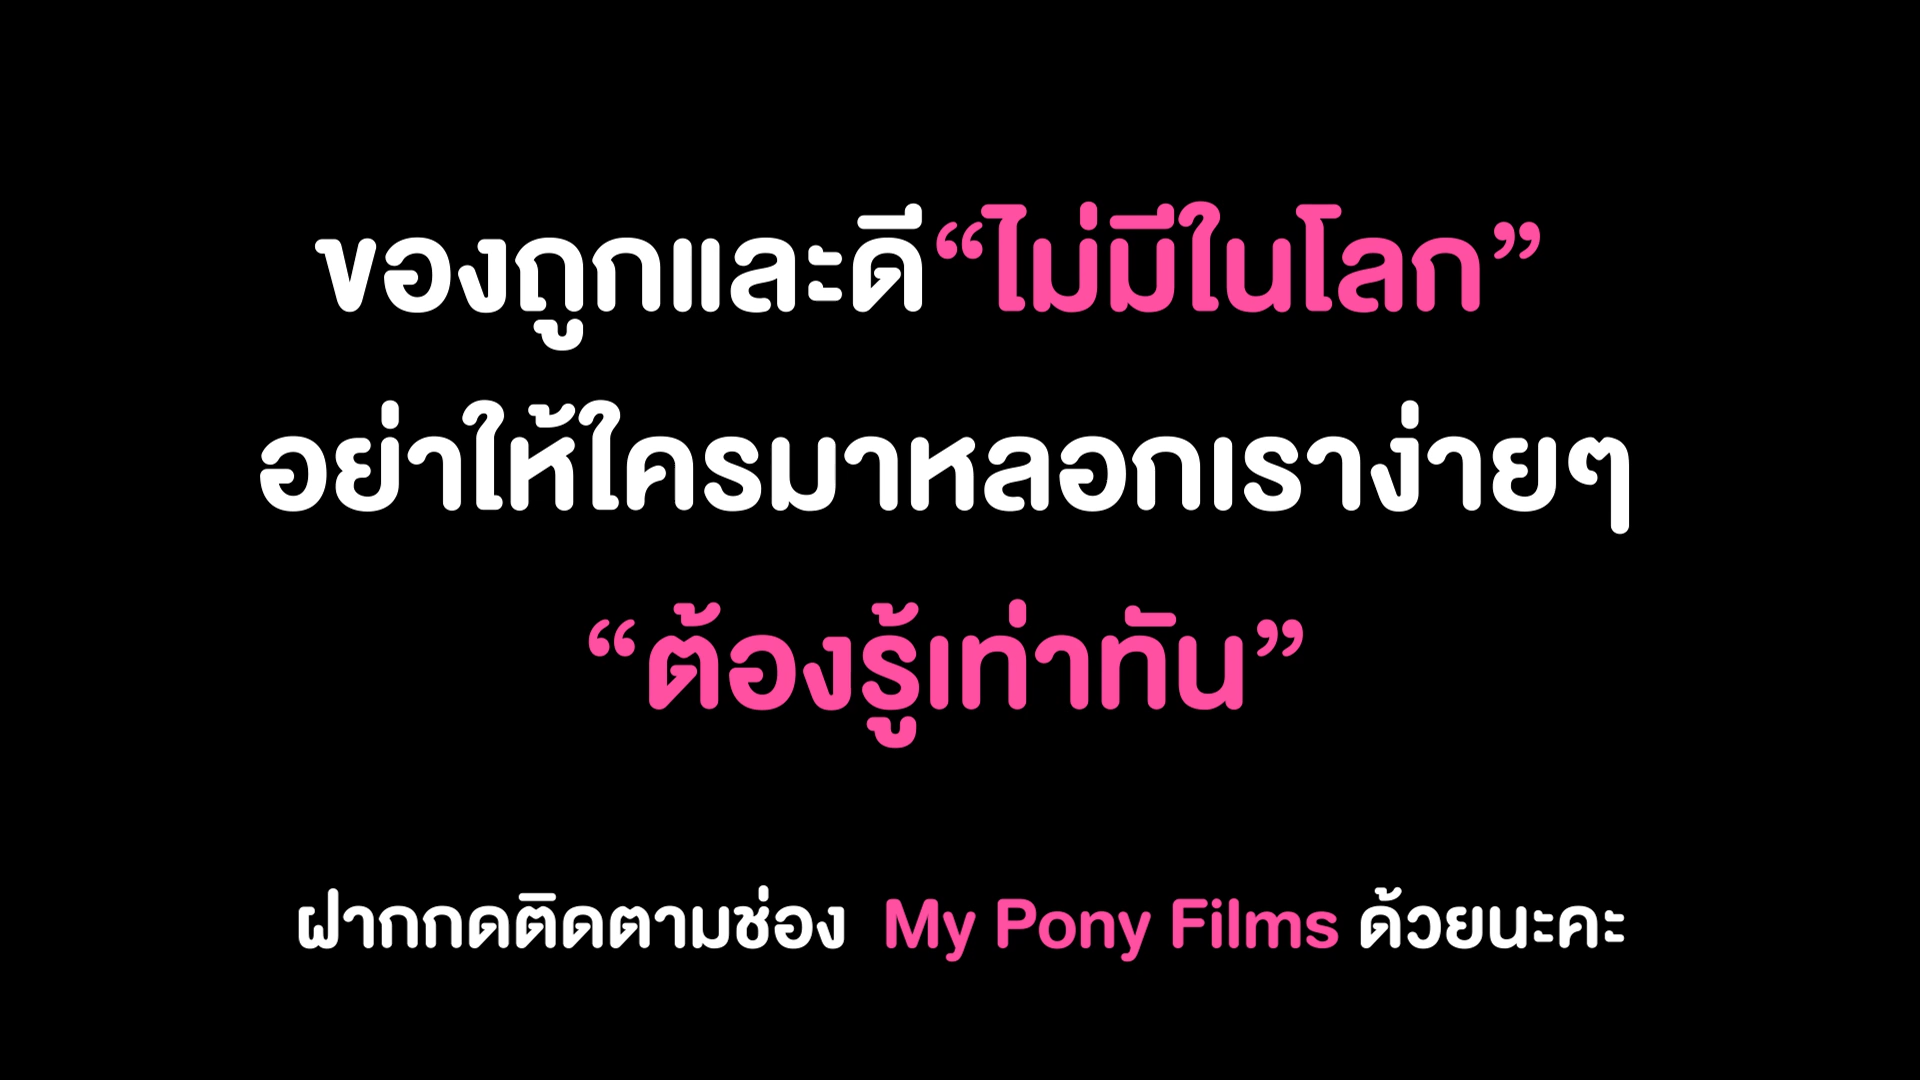 ของถูกและดี“ไม่มีในโลก”
อย่าให้ใครมาหลอกเราง่ายๆ
“ต้องรู้เท่าทัน”
ฝากกดติดตามช่อง My Pony Films ด้วยนะคะ